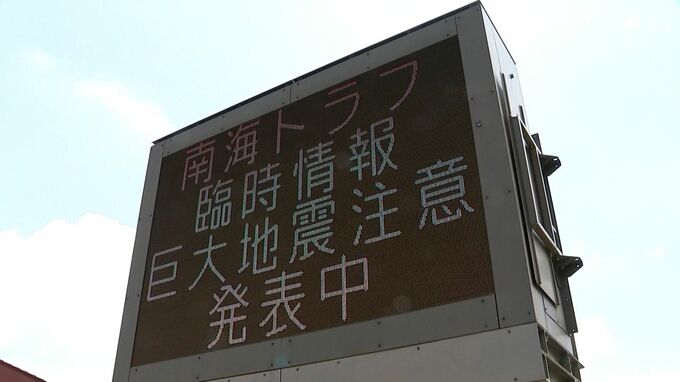 南海トラフ
臨時情報
巨大地震注意
発表中